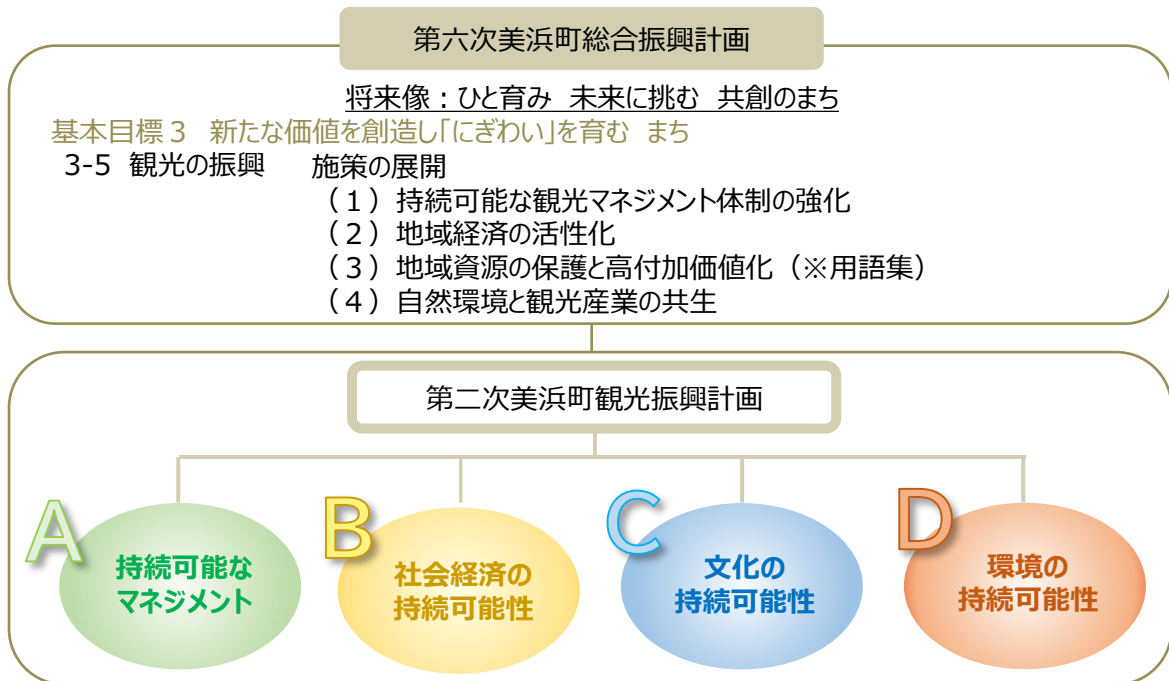 第六次美浜町総合振興計画
将来像：ひと育み 未来に挑む 共創のまち
基本目標３ 新たな価値を創造し「にぎわい」を育む まち
3-5 観光の振興 施策の展開
（１）持続可能な観光マネジメント体制の強化
（２）地域経済の活性化
（３）地域資源の保護と高付加価値化（※用語集）
（４）自然環境と観光産業の共生
第二次美浜町観光振興計画
A
持続可能な
マネジメント
B
社会経済の
持続可能性
C
文化の
持続可能性
D
環境の
持続可能性